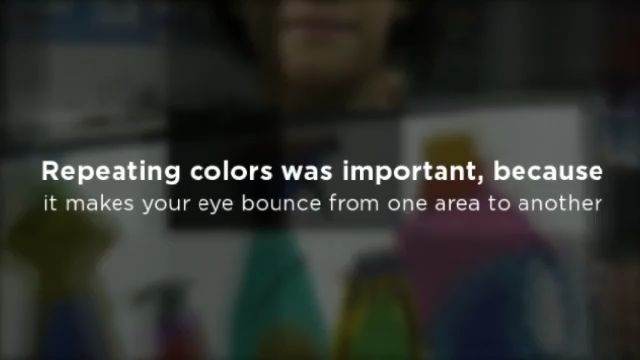 Repeating colors was important, because
it makes your eye bounce from one area to another